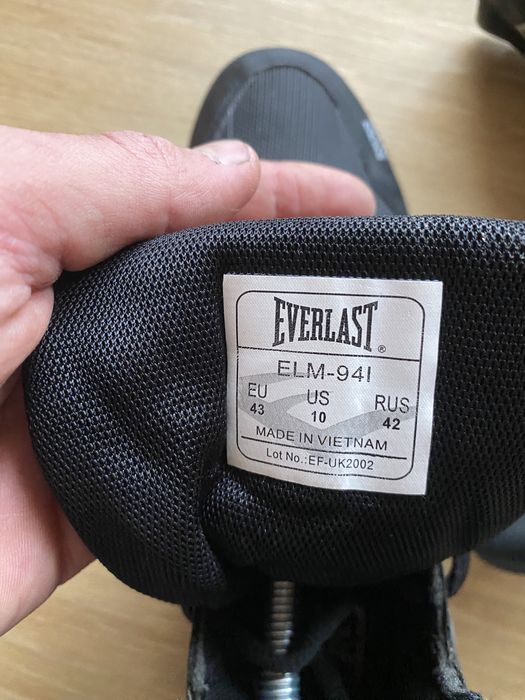 EVERLAST®
ELM-94I
EU US RUS
43 10 42
MADE IN VIETNAM
Lot No.:EF-UK2002